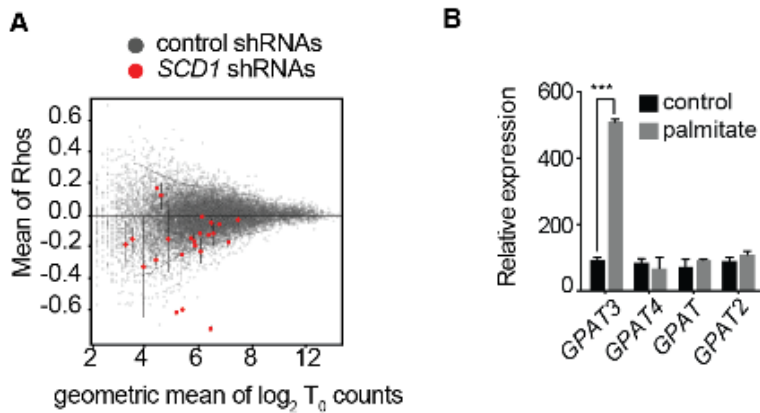 A
control shRNAs
SCD1 shRNAs
Mean of Rhos
0.6
0.4
0.2
0.0
-0.2
-0.4
-0.6
2 4 6 8 12
geometric mean of log₂ T₀ counts
B
***
control
palmitate
Relative expression
600
400
200
0
GPAT3 GPAT4 GPAT GPAT2